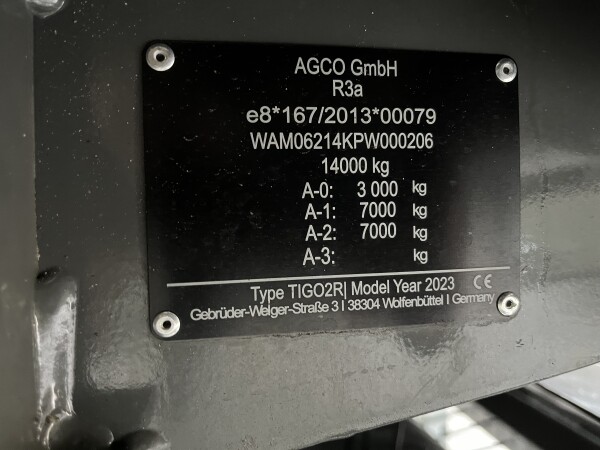 AGCO GmbH
R3a
e8*167/2013*00079
WAM06214KPW000206
14000 kg
A-0: 3 000 kg
A-1: 7000 kg
A-2: 7000 kg
A-3: kg
Type TIGO2R| Model Year 2023 CE
Gebrüder-Welger-Straße 3 I 38304 Wolfenbüttel I Germany